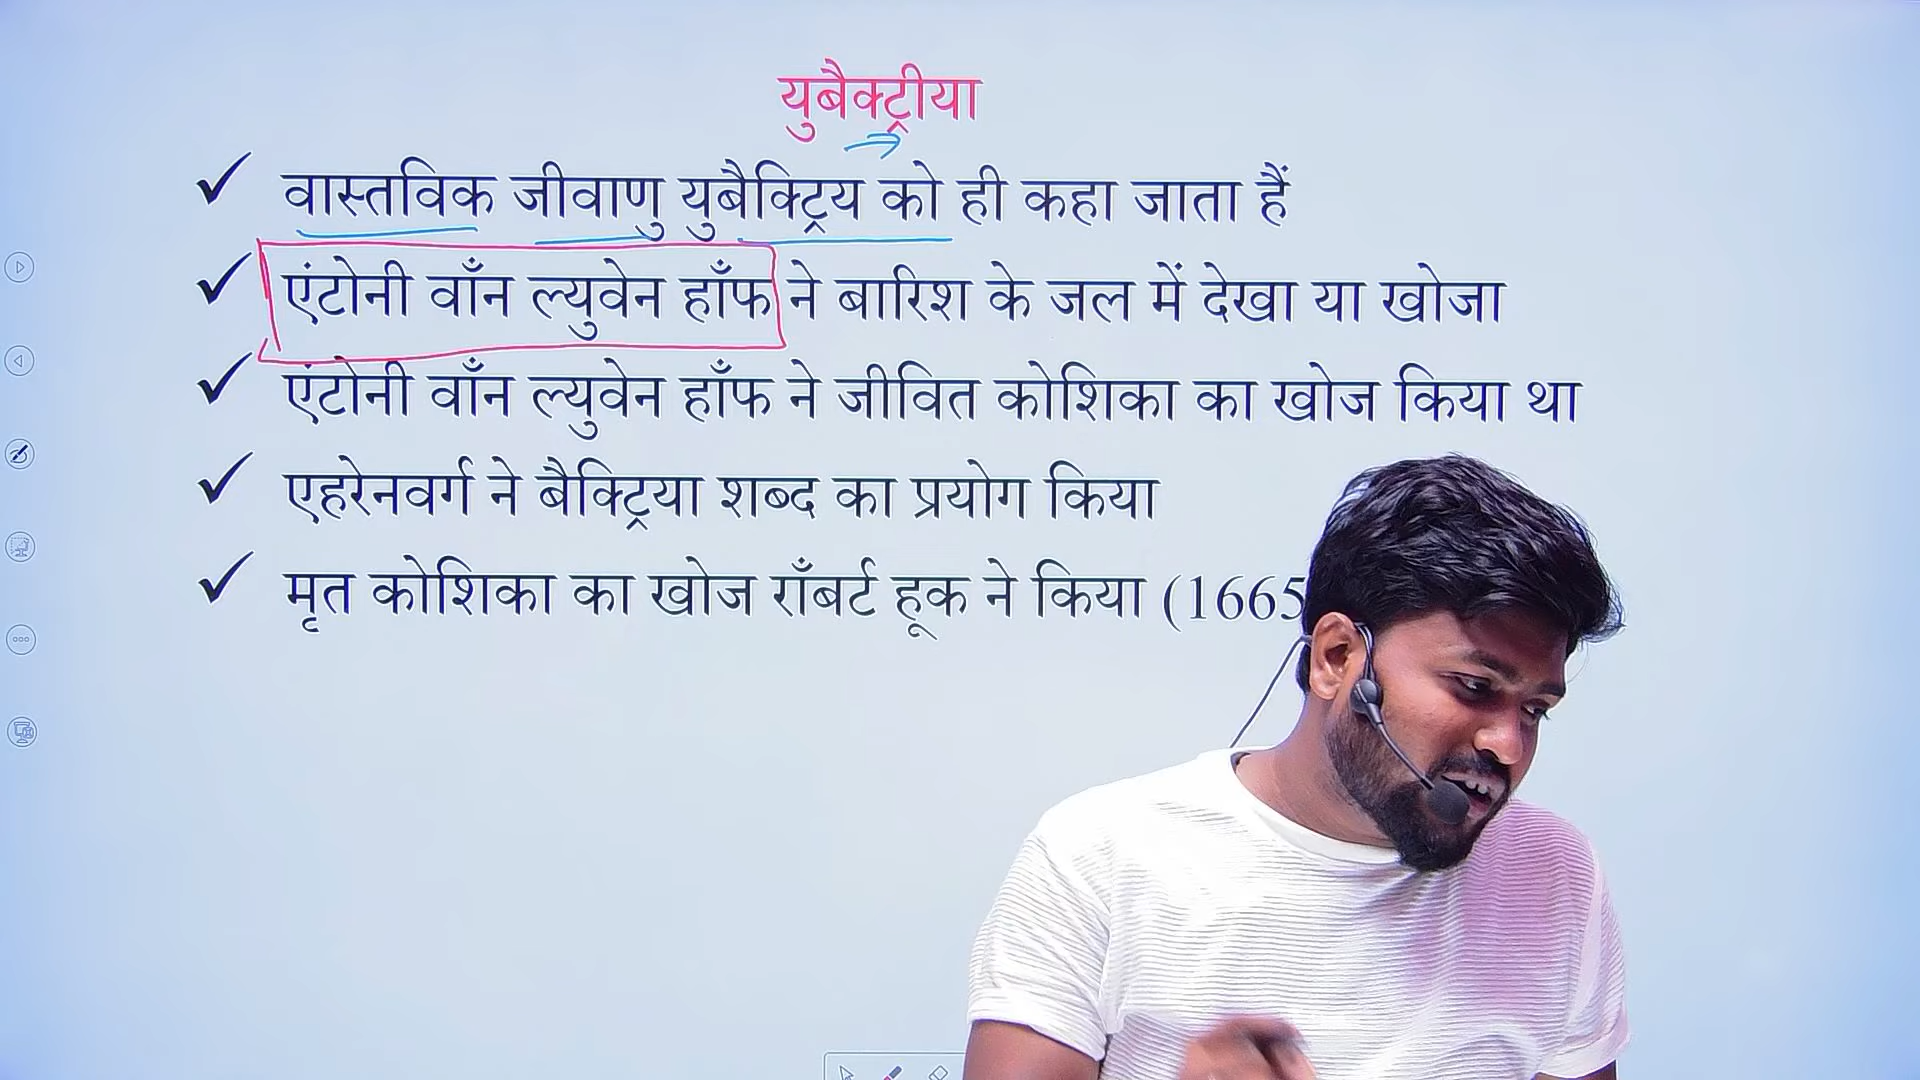 युबैक्ट्रीया
वास्तविक जीवाणु युबैक्ट्रिय को ही कहा जाता हैं
एंटोनी वाँन ल्युवेन हाँफ ने बारिश के जल में देखा या खोजा
एंटोनी वाँन ल्युवेन हाँफ ने जीवित कोशिका का खोज किया था
एहरेनवर्ग ने बैक्ट्रिया शब्द का प्रयोग किया
मृत कोशिका का खोज राँबर्ट हूक ने किया (1665